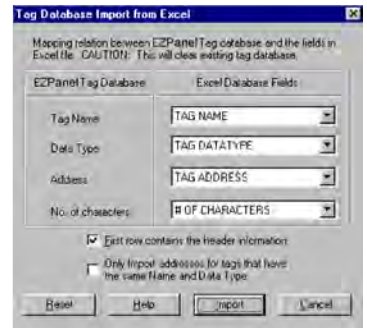 Tag Database Import from Excel
Mapping relation between EZPanel Tag database and the fields in
Excel file. CAUTION: This will clear existing tag database.
EZPanel Tag Database Excel Database Fields
Tag Name TAG NAME
Data Type TAG DATATYPE
Address TAG ADDRESS
No. of characters # OF CHARACTERS
First row contains the header information
Only Import addresses for tags that have
the same Name and Data Type
Reset Help Import Cancel